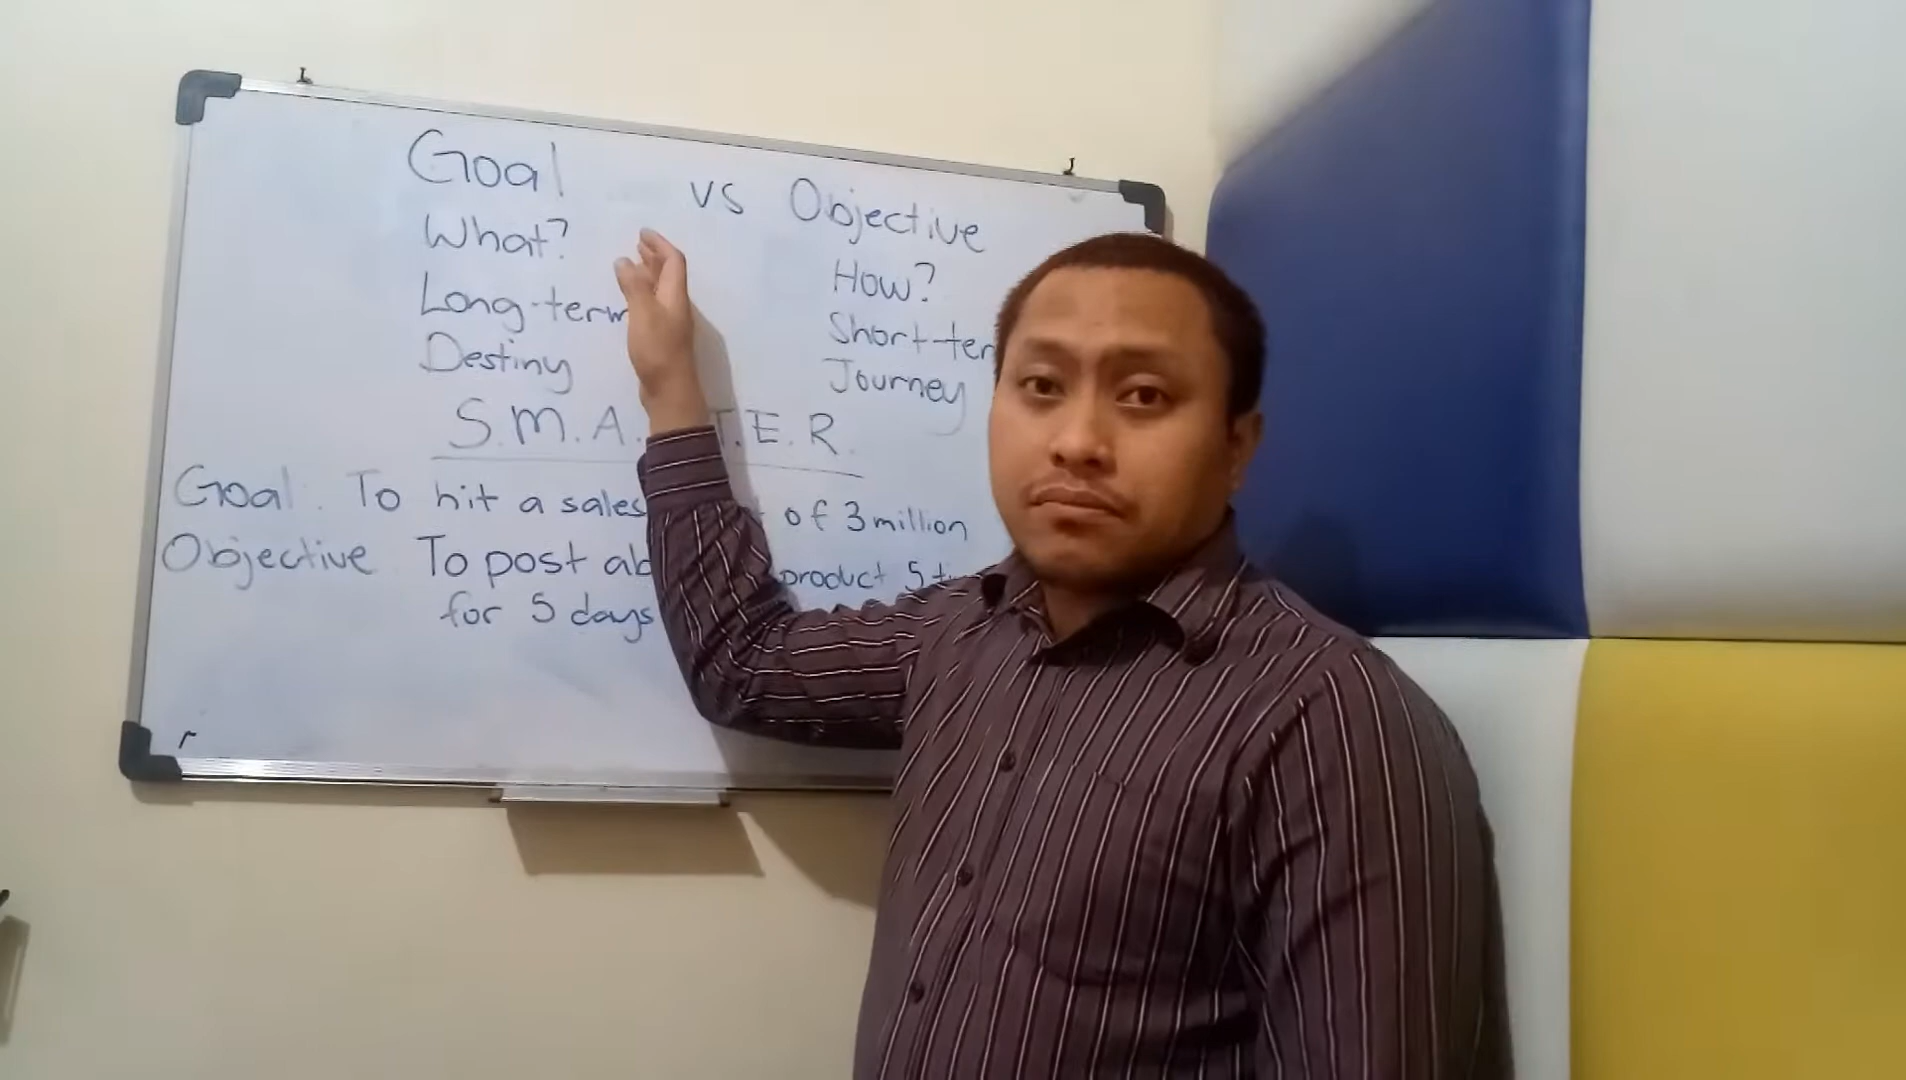 Goal vs Objective
What? How?
Long-term Short-ter
Destiny Journey
S.M.A. T.E.R.
Goal: To hit a sales of 3 million
Objective To post product 5
for 5 days